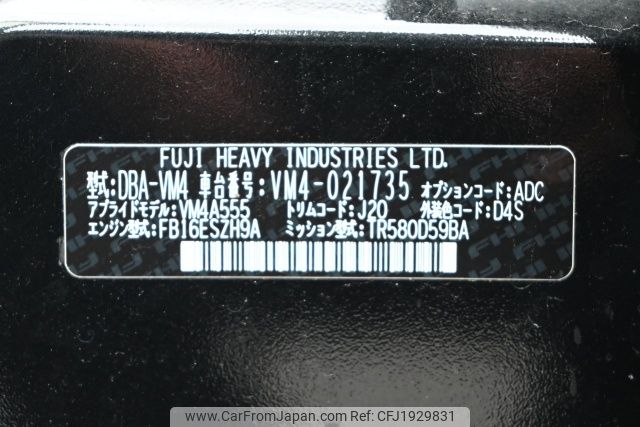 FUJI HEAVY INDUSTRIES LTD.
型式:DBA-VM4 車台番号:VM4-021735 オプションコード:ADC
アプライドモデル:VM4A555 トリムコード:J20 外装色コード:D4S
エンジン型式:FB16ESZH9A ミッション型式:TR580D59BA
www.CarFromJapan.com | Car ID: CFJ1929831